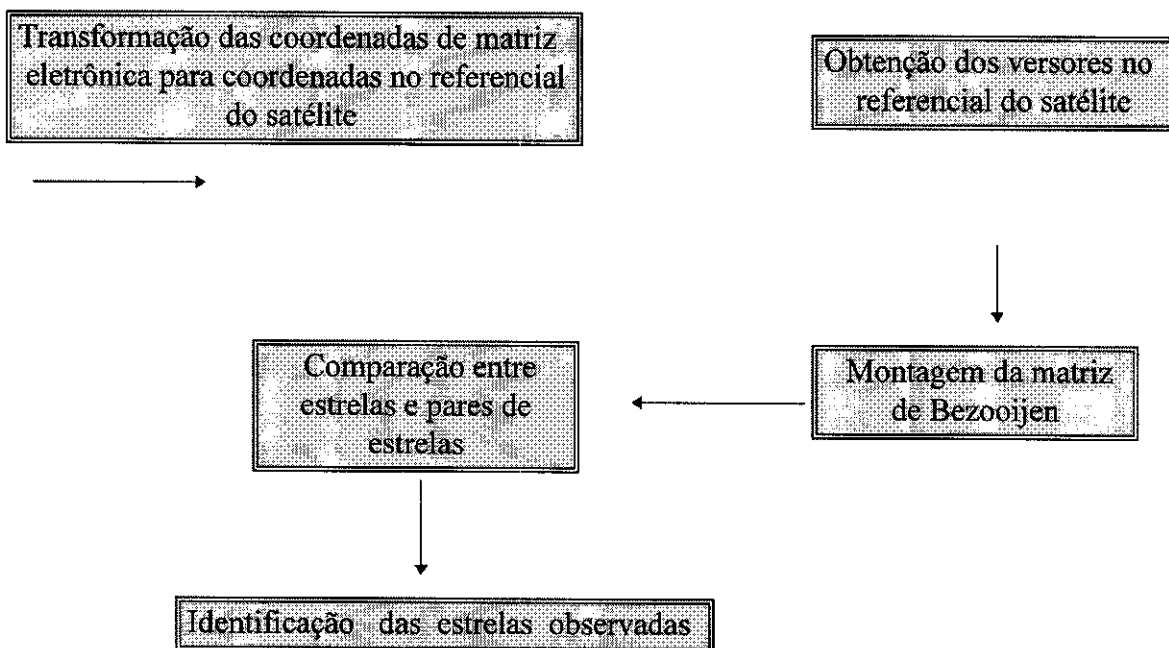 Transformação das coordenadas de matriz
eletrônica para coordenadas no referencial
do satélite
Obtenção dos versores no
referencial do satélite
Montagem da matriz
de Bezooijen
Comparação entre
estrelas e pares de
estrelas
Identificação das estrelas observadas